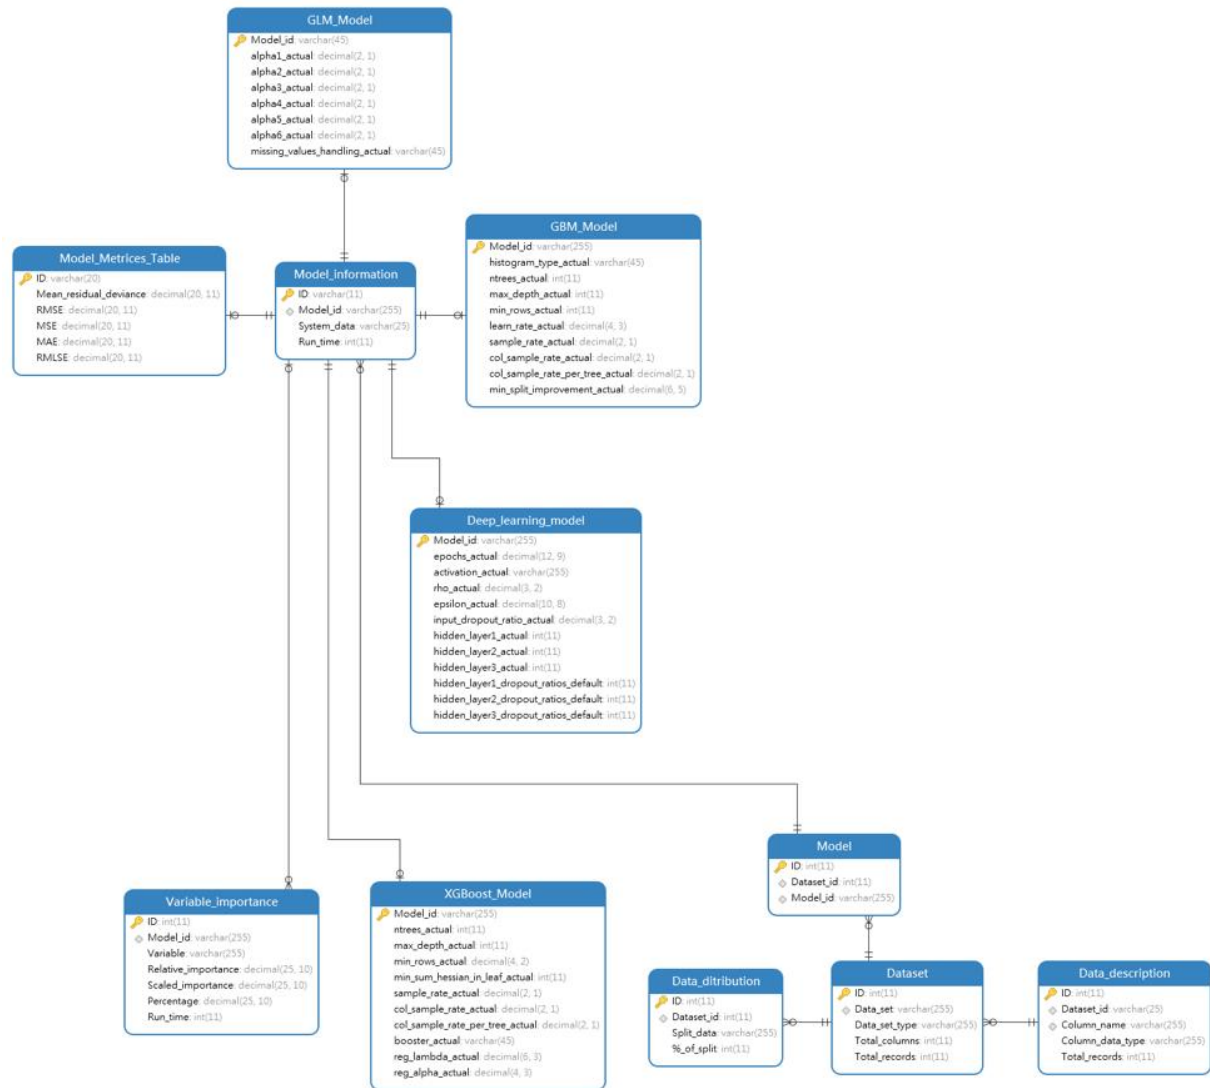 GLM_Model
Model_id: varchar(45)
alpha1_actual: decimal(2, 1)
alpha2_actual: decimal(2, 1)
alpha3_actual: decimal(2, 1)
alpha4_actual: decimal(2, 1)
alpha5_actual: decimal(2, 1)
alpha6_actual: decimal(2, 1)
missing_values_handling_actual: varchar(45)
GBM_Model
Model_id: varchar(255)
histogram_type_actual: varchar(45)
ntrees_actual: int(11)
max_depth_actual: int(11)
min_rows_actual: int(11)
learn_rate_actual: decimal(4, 3)
sample_rate_actual: decimal(2, 1)
col_sample_rate_actual: decimal(2, 1)
col_sample_rate_per_tree_actual: decimal(2, 1)
min_split_improvement_actual: decimal(6, 5)
Model_Metrices_Table
ID: varchar(20)
Mean_residual_deviance: decimal(20, 11)
RMSE: decimal(20, 11)
MSE: decimal(20, 11)
MAE: decimal(20, 11)
RMLSE: decimal(20, 11)
Model_information
ID: varchar(11)
Model_id: varchar(255)
System_data: varchar(25)
Run_time: int(11)
Deep_learning_model
Model_id: varchar(255)
epochs_actual: decimal(12, 9)
activation_actual: varchar(255)
rho_actual: decimal(3, 2)
epsilon_actual: decimal(10, 8)
input_dropout_ratio_actual: decimal(3, 2)
hidden_layer1_actual: int(11)
hidden_layer2_actual: int(11)
hidden_layer3_actual: int(11)
hidden_layer1_dropout_ratios_default: int(11)
hidden_layer2_dropout_ratios_default: int(11)
hidden_layer3_dropout_ratios_default: int(11)
Model
ID: int(11)
Dataset_id: int(11)
Model_id: varchar(255)
Variable_importance
ID: int(11)
Model_id: varchar(255)
Variable: varchar(255)
Relative_importance: decimal(25, 10)
Scaled_importance: decimal(25, 10)
Percentage: decimal(25, 10)
Run_time: int(11)
XGBoost_Model
Model_id: varchar(255)
ntrees_actual: int(11)
max_depth_actual: int(11)
min_rows_actual: decimal(4, 2)
min_sum_hessian_in_leaf_actual: int(11)
sample_rate_actual: decimal(2, 1)
col_sample_rate_actual: decimal(2, 1)
col_sample_rate_per_tree_actual: decimal(2, 1)
booster_actual: varchar(45)
reg_lambda_actual: decimal(6, 3)
reg_alpha_actual: decimal(4, 3)
Data_ditribution
ID: int(11)
Dataset_id: int(11)
Split_data: varchar(255)
%_of_split: int(11)
Dataset
ID: int(11)
Data_set: varchar(255)
Data_set_type: varchar(255)
Total_columns: int(11)
Total_records: int(11)
Data_description
ID: int(11)
Dataset_id: varchar(25)
Column_name: varchar(255)
Column_data_type: varchar(255)
Total_records: int(11)